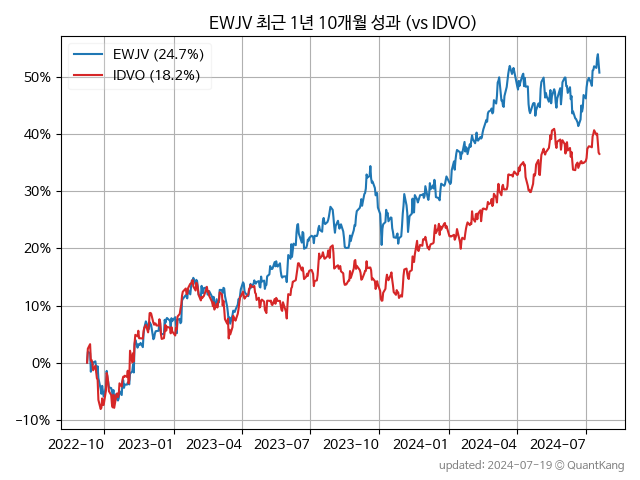 EWJV 최근 1년 10개월 성과 (vs IDVO)
EWJV (24.7%)
IDVO (18.2%)
50%
40%
30%
20%
10%
0%
−10%
2022-10 2023-01 2023-04 2023-07 2023-10 2024-01 2024-04 2024-07
updated: 2024-07-19 © QuantKang